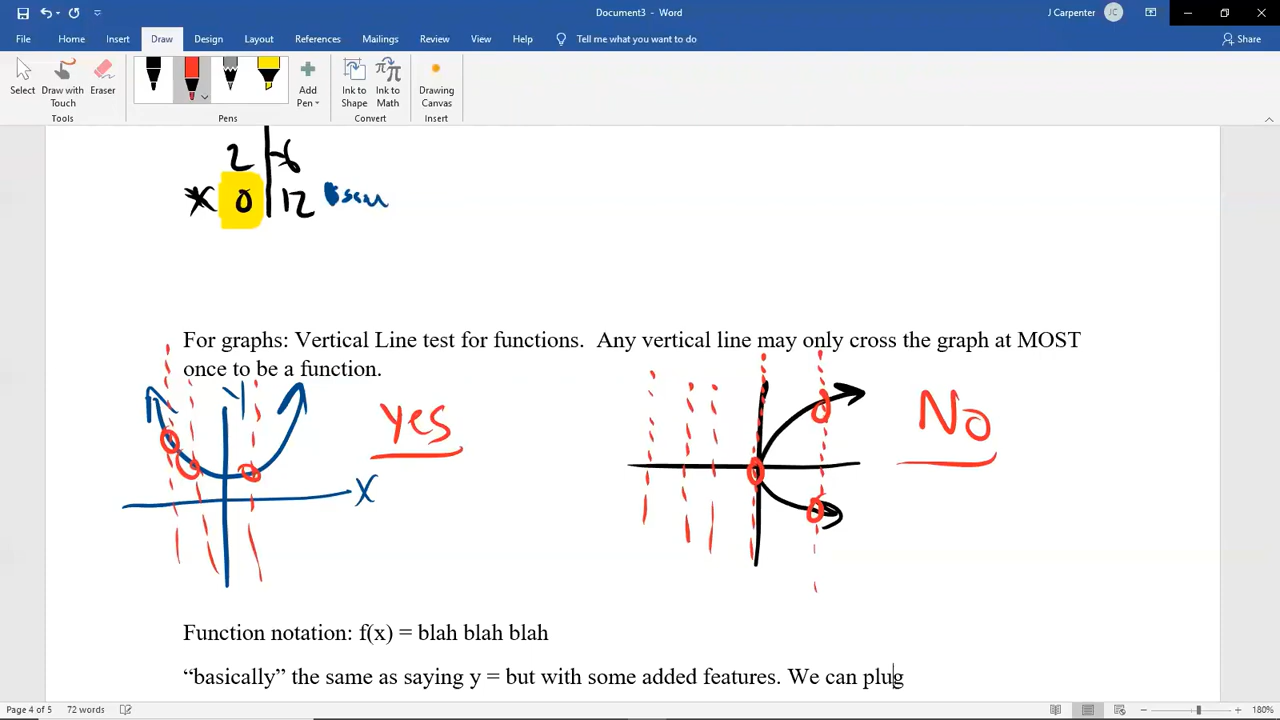 Document3 - Word
J Carpenter JC
File Home Insert Draw Design Layout References Mailings Review View Help Tell me what you want to do Share
Select Draw with Touch Eraser Add Pen Ink to Shape Ink to Math Drawing Canvas
Tools Pens Convert Insert
2 -6
* 0 12
For graphs: Vertical Line test for functions. Any vertical line may only cross the graph at MOST
once to be a function.
Y
Yes
No
X
Function notation: f(x) = blah blah blah
“basically” the same as saying y = but with some added features. We can plug
Page 4 of 5 72 words 180%